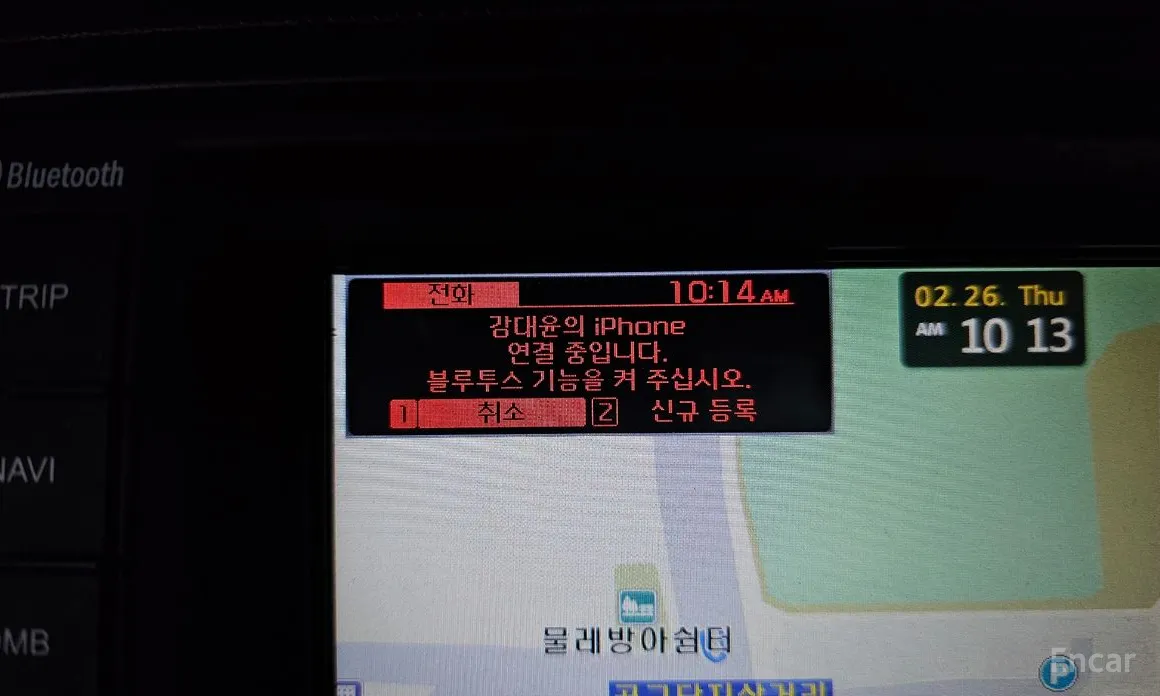 Bluetooth
TRIP
NAVI
DMB
전화 10:14 AM
강대윤의 iPhone
연결 중입니다.
블루투스 기능을 켜 주십시오.
1 취소 2 신규 등록
02. 26. Thu
AM 10 13
물레방아쉼터
P
Encar